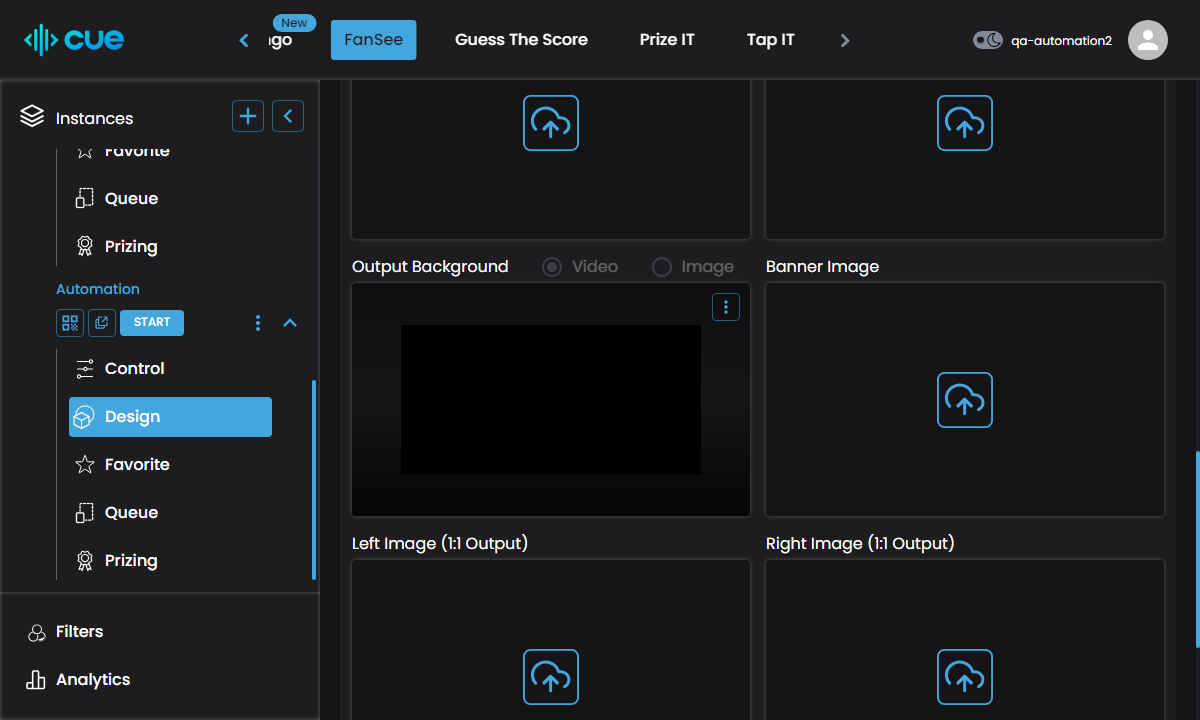 cue
New
FanSee
Guess The Score
Prize IT
Tap IT
qa-automation2
Instances
Favorite
Queue
Prizing
Automation
START
Control
Design
Favorite
Queue
Prizing
Filters
Analytics
Output Background
Video
Image
Banner Image
Left Image (1:1 Output)
Right Image (1:1 Output)